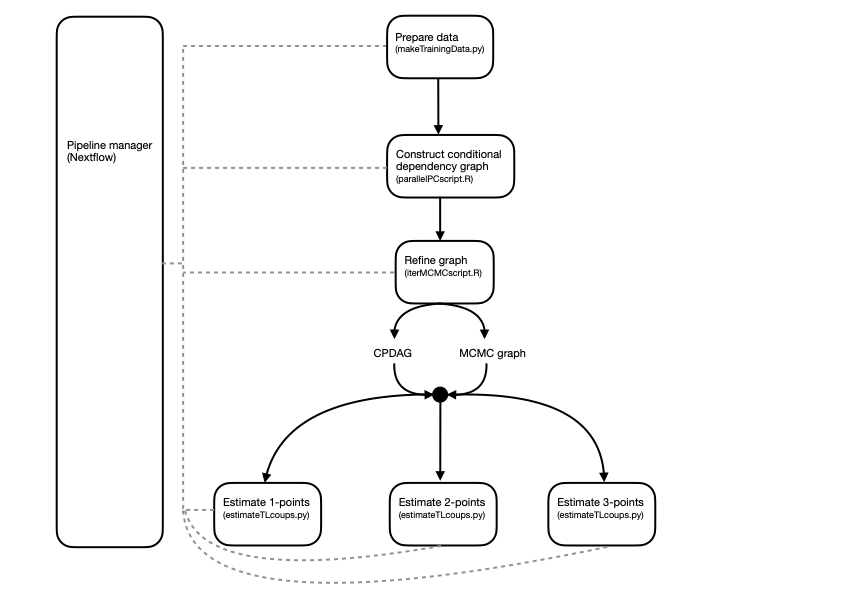 Prepare data
(makeTrainingData.py)
Pipeline manager
(Nextflow)
Construct conditional
dependency graph
(parallelPCscript.R)
Refine graph
(iterMCMCscript.R)
CPDAG
MCMC graph
Estimate 1-points
(estimateTLcoups.py)
Estimate 2-points
(estimateTLcoups.py)
Estimate 3-points
(estimateTLcoups.py)